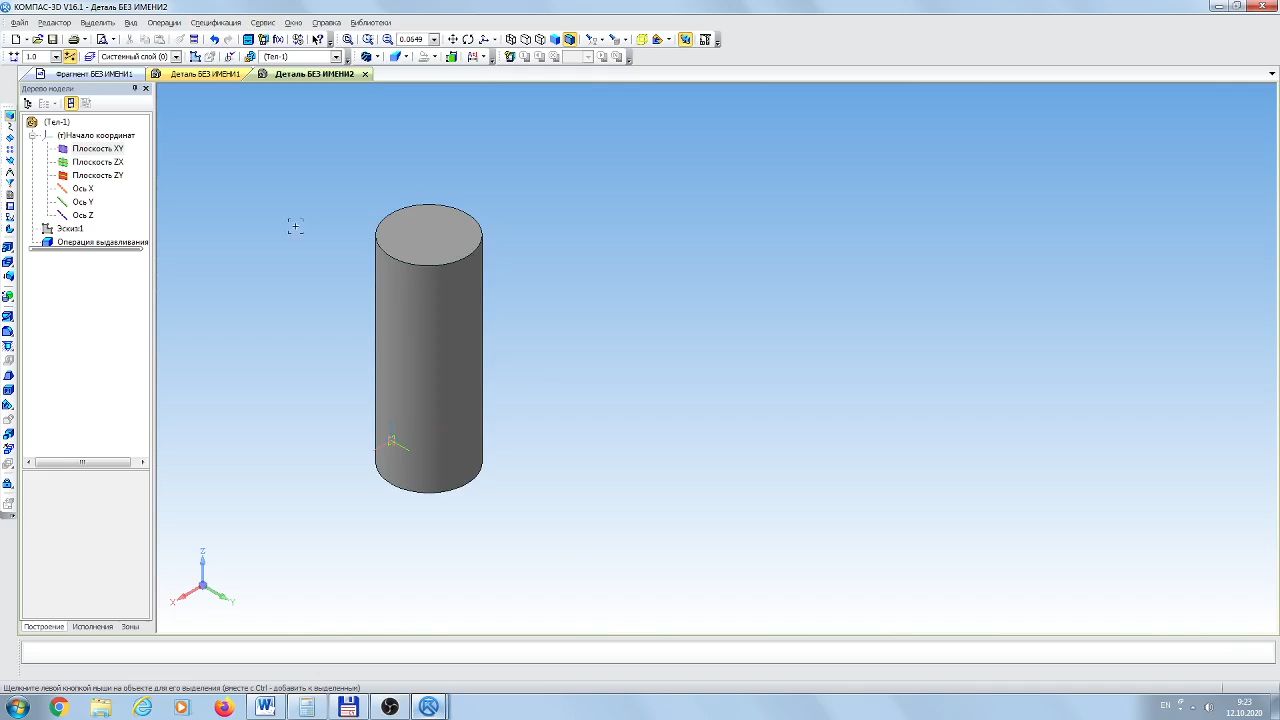 КОМПАС-3D V16.1 - Деталь БЕЗ ИМЕНИ2
Файл Редактор Выделить Вид Операции Спецификация Сервис Окно Справка Библиотеки
0.0649
1.0 Системный слой (0) (Тел-1)
Фрагмент БЕЗ ИМЕНИ1 Деталь БЕЗ ИМЕНИ1 Деталь БЕЗ ИМЕНИ2
Дерево модели
(Тел-1)
(т)Начало координат
Плоскость XY
Плоскость ZX
Плоскость ZY
Ось X
Ось Y
Ось Z
Эскиз:1
Операция выдавливания
Z
X Y
Построение Исполнения Зоны
Щелкните левой кнопкой мыши на объекте для его выделения (вместе с Ctrl - добавить к выделенным)
EN 9:23
12.10.2020